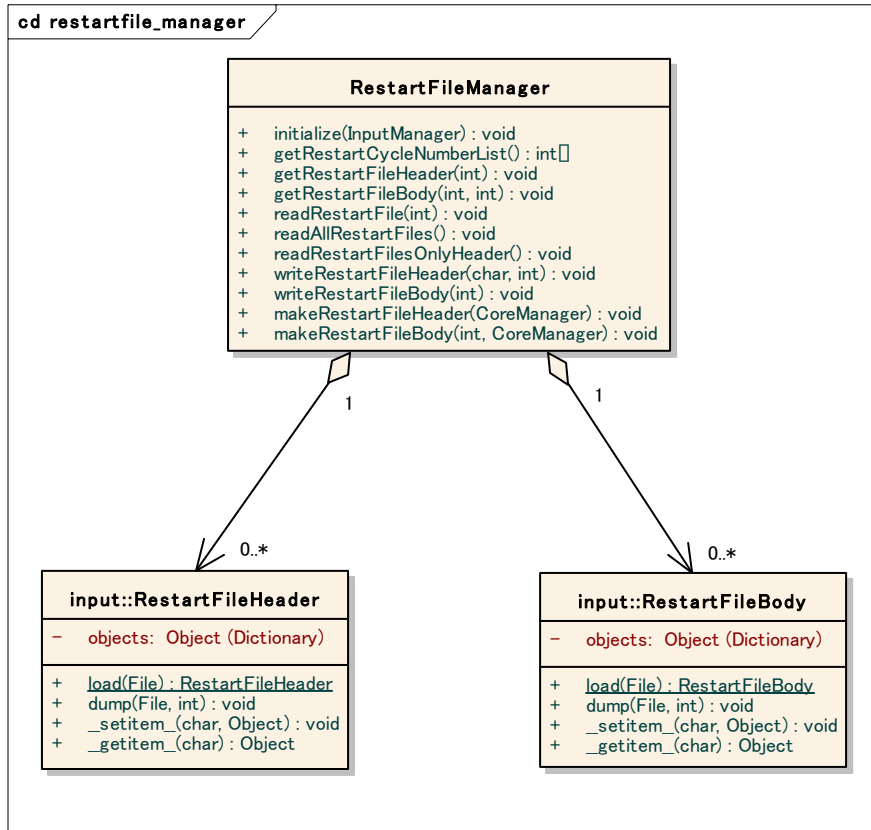 cd restartfile_manager
RestartFileManager
+ initialize(InputManager) : void
+ getRestartCycleNumberList() : int[]
+ getRestartFileHeader(int) : void
+ getRestartFileBody(int, int) : void
+ readRestartFile(int) : void
+ readAllRestartFiles() : void
+ readRestartFilesOnlyHeader() : void
+ writeRestartFileHeader(char, int) : void
+ writeRestartFileBody(int) : void
+ makeRestartFileHeader(CoreManager) : void
+ makeRestartFileBody(int, CoreManager) : void
1
1
0..*
0..*
input::RestartFileHeader
- objects: Object (Dictionary)
+ load(File) : RestartFileHeader
+ dump(File, int) : void
+ _setitem_(char, Object) : void
+ _getitem_(char) : Object
input::RestartFileBody
- objects: Object (Dictionary)
+ load(File) : RestartFileBody
+ dump(File, int) : void
+ _setitem_(char, Object) : void
+ _getitem_(char) : Object